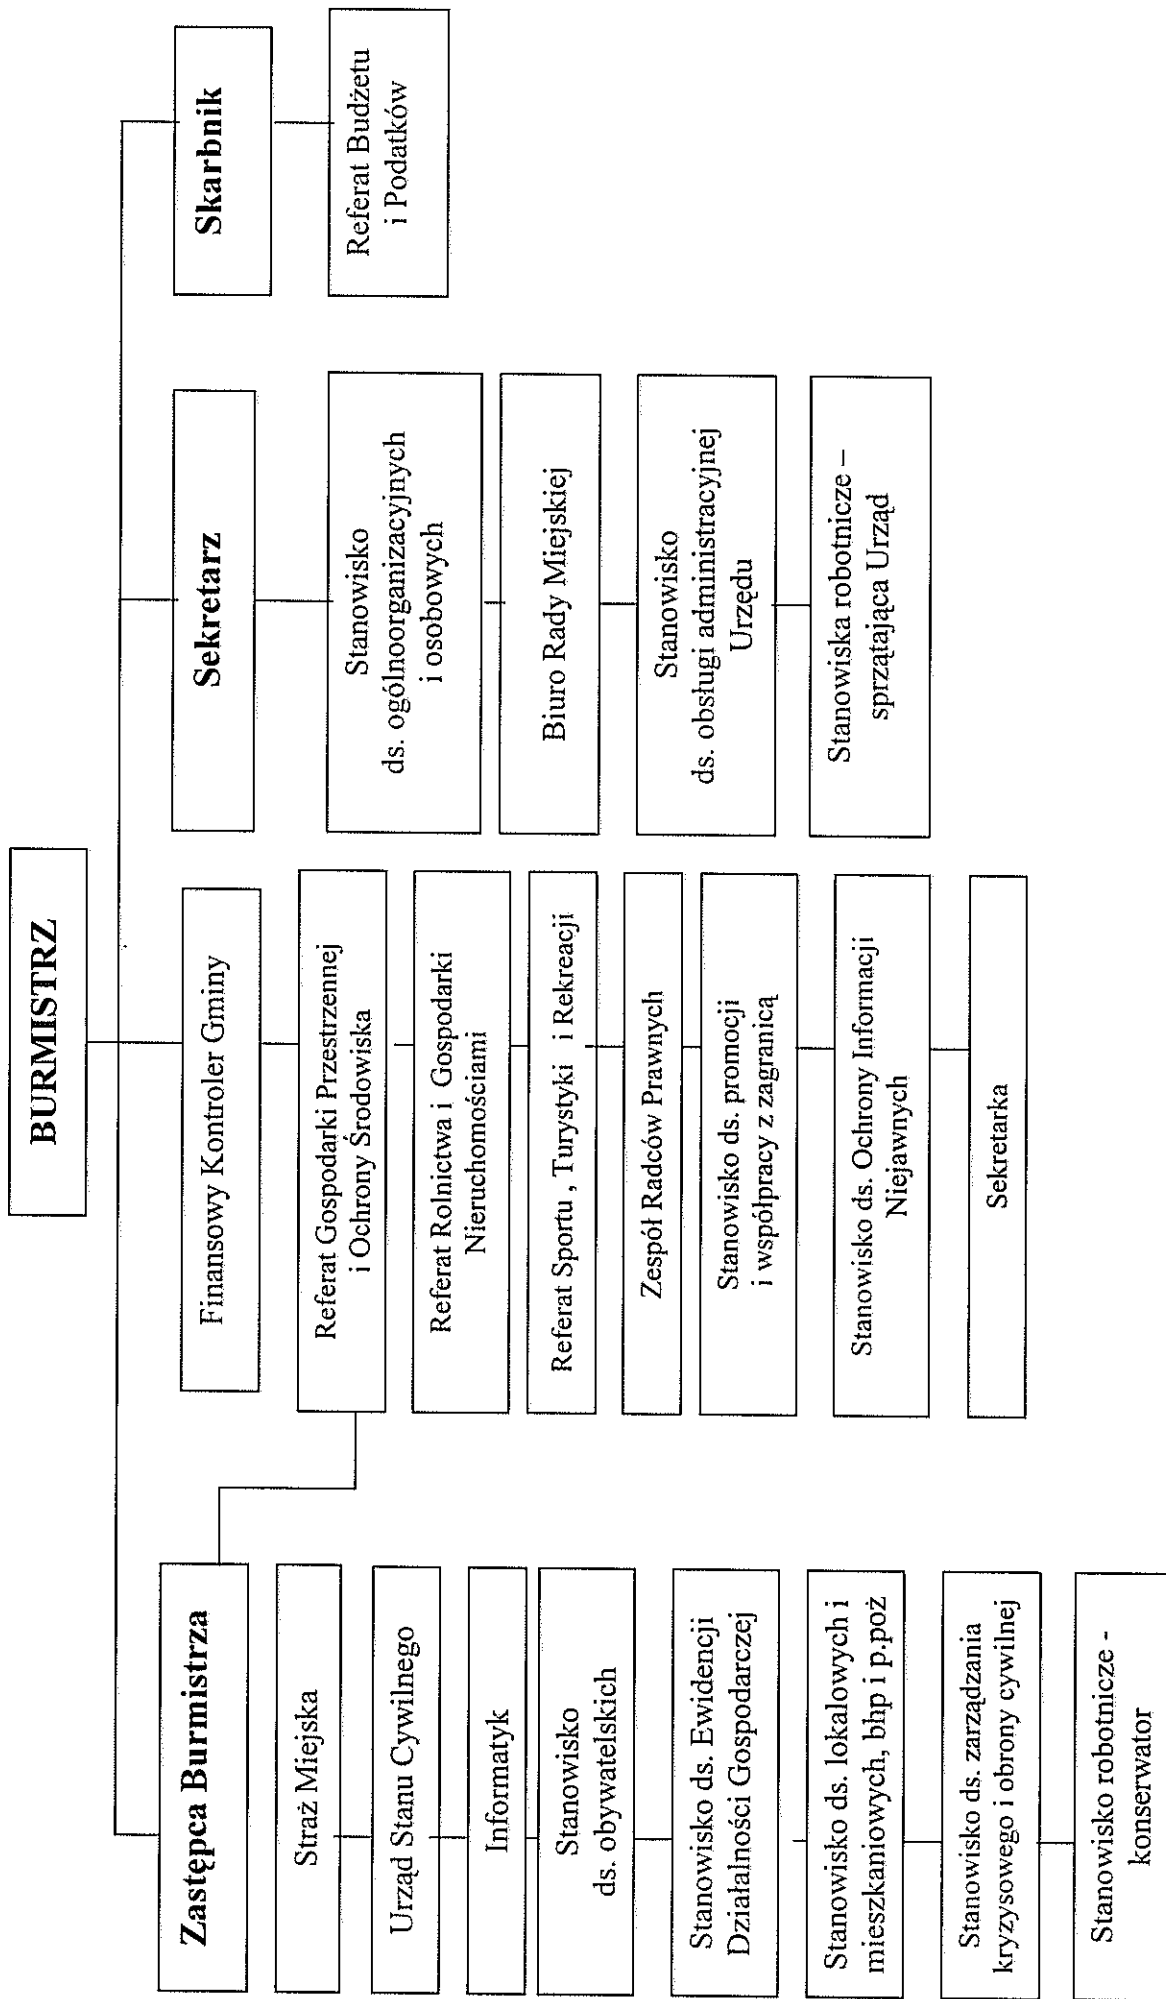 BURMISTRZ
Zastępca Burmistrza
Straż Miejska
Urząd Stanu Cywilnego
Informatyk
Stanowisko
ds. obywatelskich
Stanowisko ds. Ewidencji
Działalności Gospodarczej
Stanowisko ds. lokalowych i
mieszkaniowych, bhp i p.poż
Stanowisko ds. zarządzania
kryzysowego i obrony cywilnej
Stanowisko robotnicze -
konserwator
Finansowy Kontroler Gminy
Referat Gospodarki Przestrzennej
i Ochrony Środowiska
Referat Rolnictwa i Gospodarki
Nieruchomościami
Referat Sportu , Turystyki i Rekreacji
Zespół Radców Prawnych
Stanowisko ds. promocji
i współpracy z zagranicą
Stanowisko ds. Ochrony Informacji
Niejawnych
Sekretarka
Sekretarz
Stanowisko
ds. ogólnoorganizacyjnych
i osobowych
Biuro Rady Miejskiej
Stanowisko
ds. obsługi administracyjnej
Urzędu
Stanowiska robotnicze –
sprzątająca Urząd
Skarbnik
Referat Budżetu
i Podatków